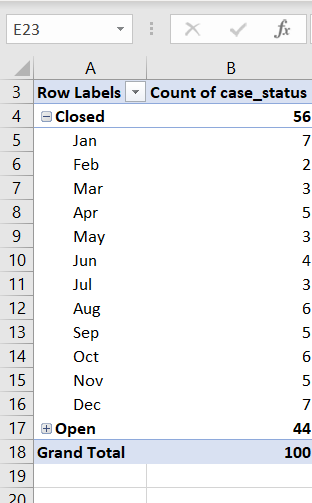 E23 fx
A B
3 Row Labels Count of case_status
4 Closed 56
5 Jan 7
6 Feb 2
7 Mar 3
8 Apr 5
9 May 3
10 Jun 4
11 Jul 3
12 Aug 6
13 Sep 5
14 Oct 6
15 Nov 5
16 Dec 7
17 Open 44
18 Grand Total 100
19
20